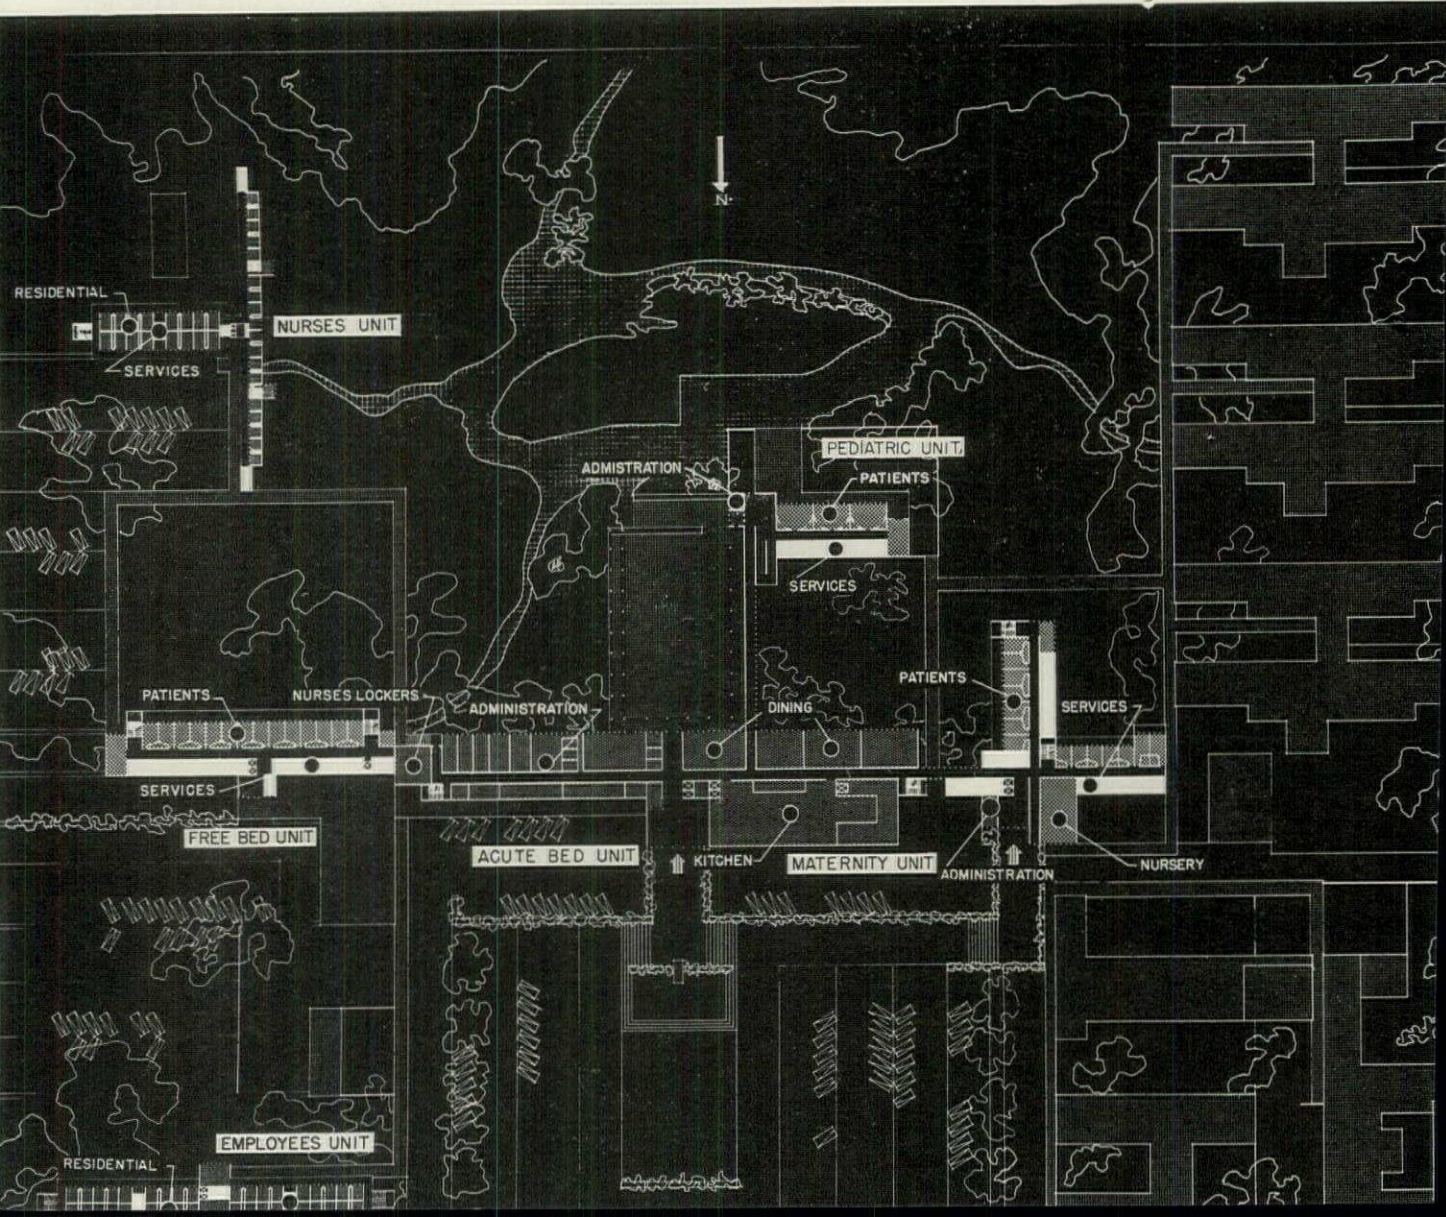 N.
RESIDENTIAL
NURSES UNIT
SERVICES
PEDIATRIC UNIT
ADMISTRATION
PATIENTS
SERVICES
PATIENTS
NURSES LOCKERS
ADMINISTRATION
DINING
PATIENTS
SERVICES
SERVICES
FREE BED UNIT
ACUTE BED UNIT
KITCHEN
MATERNITY UNIT
ADMINISTRATION
NURSERY
EMPLOYEES UNIT
RESIDENTIAL